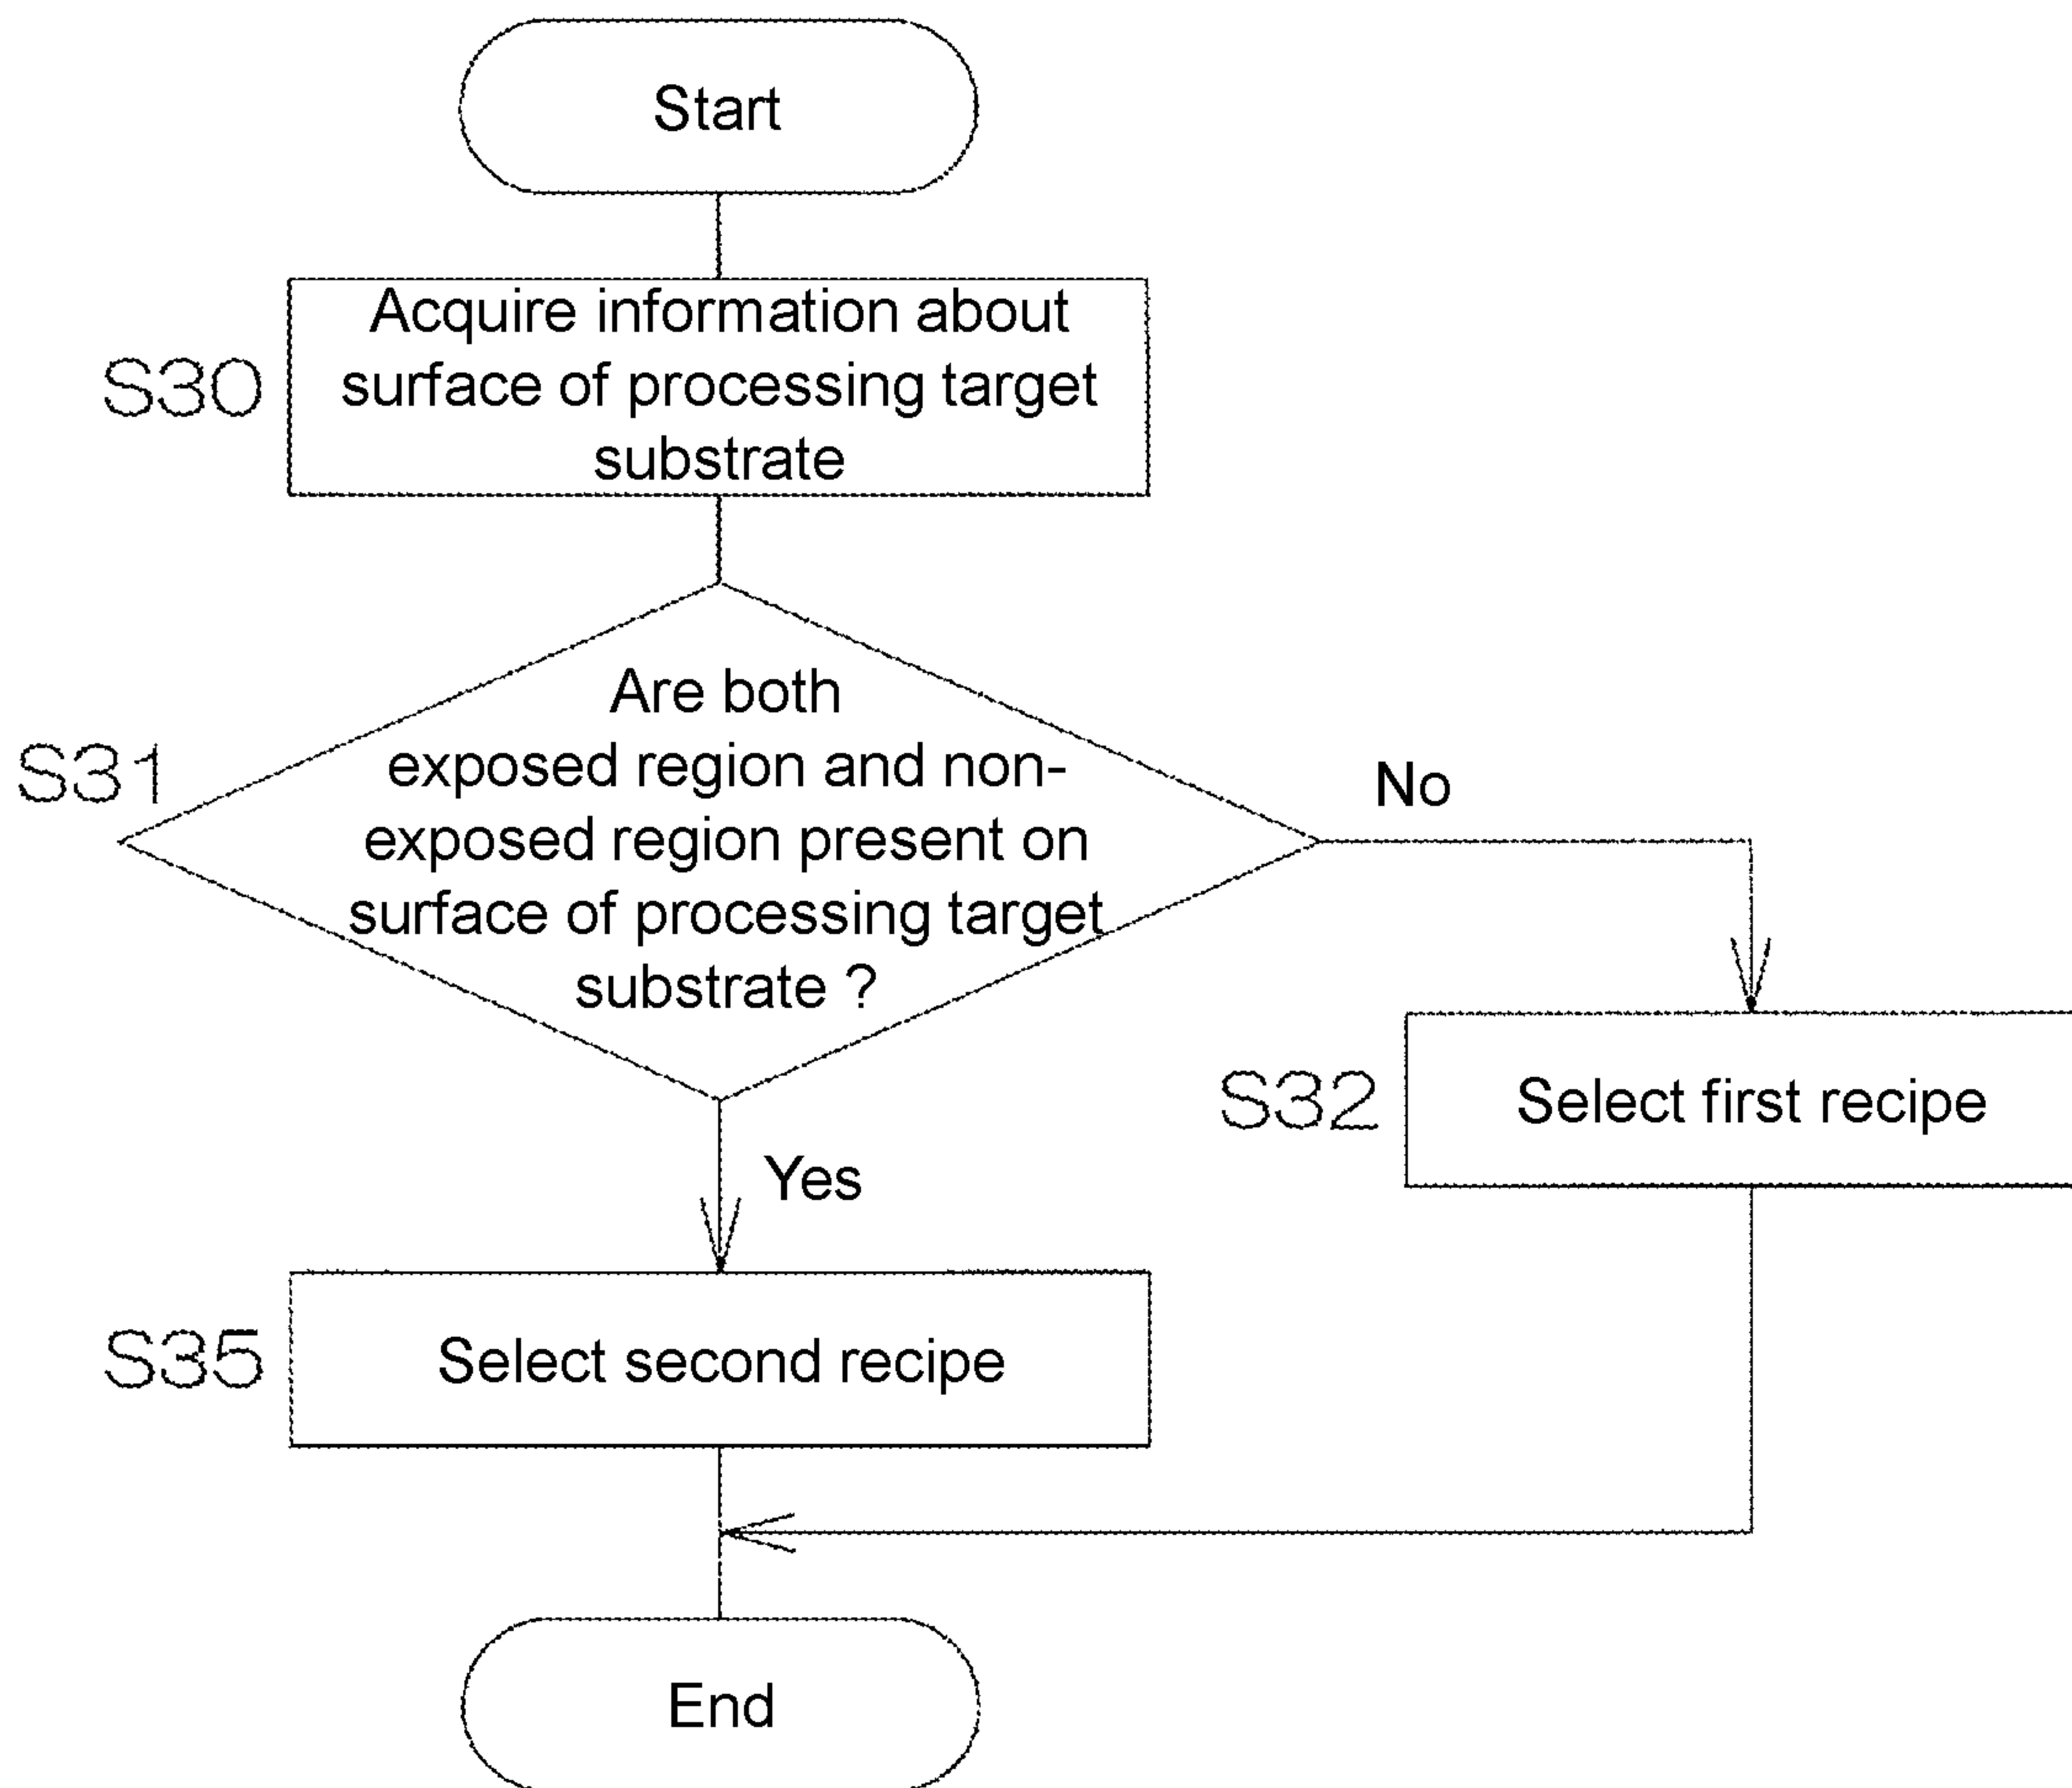 Start
S30
Acquire information about
surface of processing target
substrate
S31
Are both
exposed region and non-
exposed region present on
surface of processing target
substrate ?
No
S32
Select first recipe
Yes
S35
Select second recipe
End